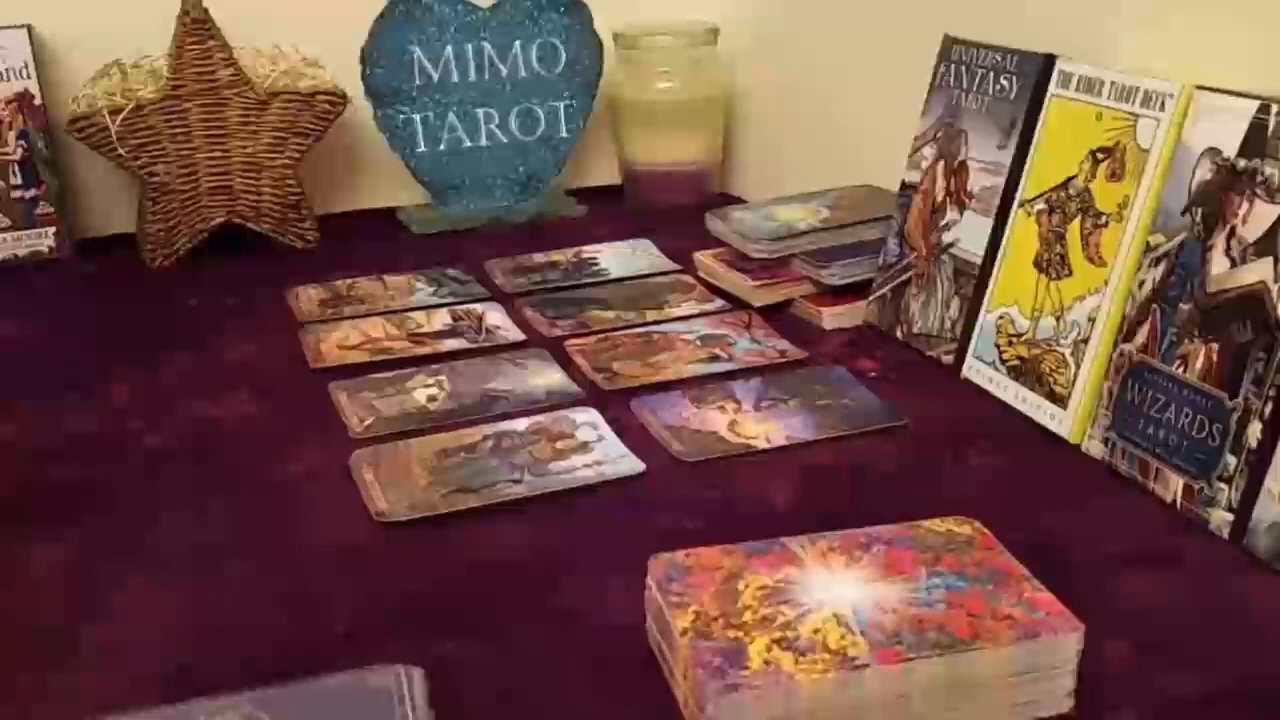 MIMO
TAROT
UNIVERSAL
FANTASY
TAROT
THE RIDER TAROT DECK
WIZARDS
TAROT